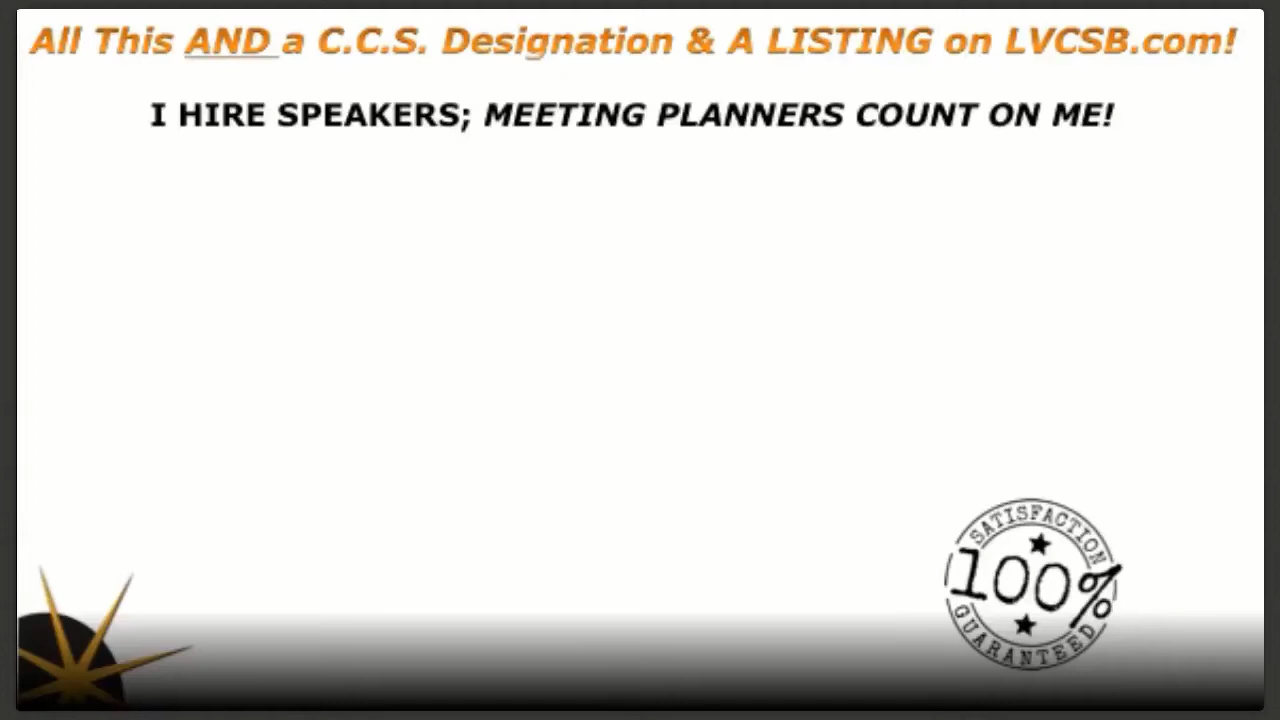 All This AND a C.C.S. Designation & A LISTING on LVCSB.com!
I HIRE SPEAKERS; MEETING PLANNERS COUNT ON ME!
SATISFACTION
100%
GUARANTEED